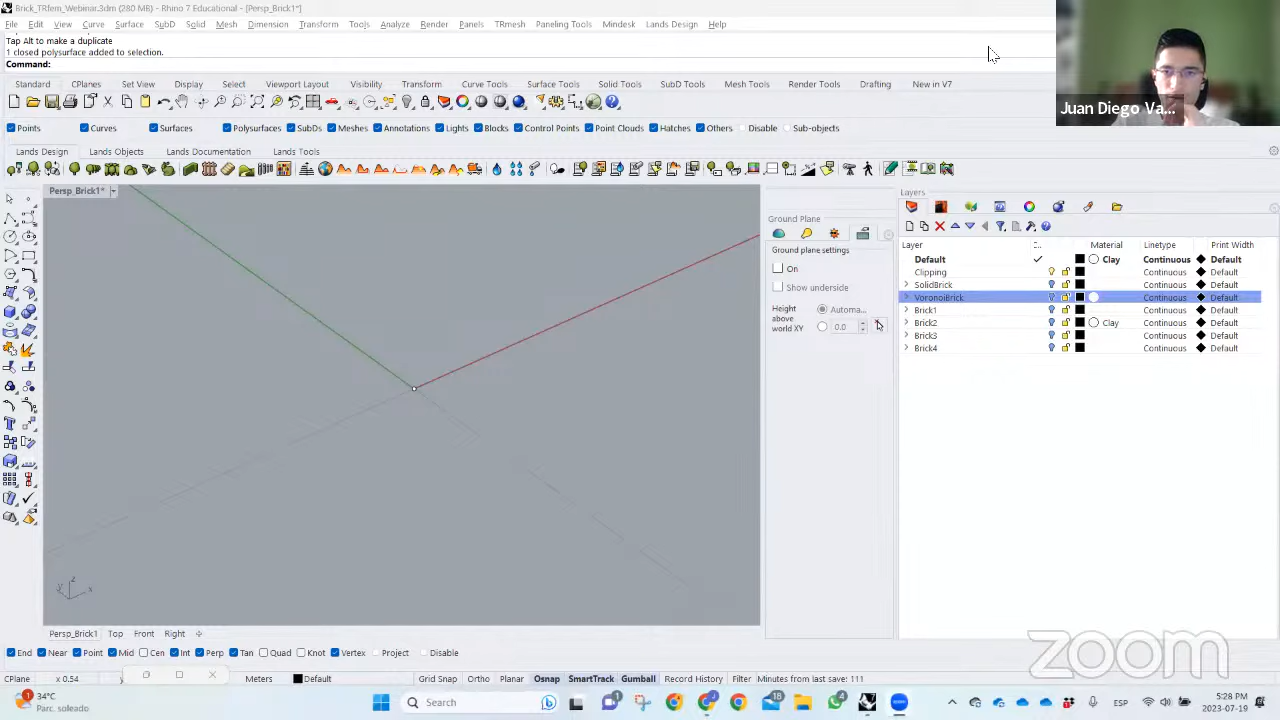 Brick_TRfem_Webinar.3dm (280 MB) - Rhino 7 Educational - [Persp_Brick1*]
File Edit View Curve Surface SubD Solid Mesh Dimension Transform Tools Analyze Render Panels TRmesh Paneling Tools Mindesk Lands Design Help
Tap Alt to make a duplicate
1 closed polysurface added to selection.
Command:
Juan Diego Va...
Standard CPlanes Set View Display Select Viewport Layout Visibility Transform Curve Tools Surface Tools Solid Tools SubD Tools Mesh Tools Render Tools Drafting New in V7
Points Curves Surfaces Polysurfaces SubDs Meshes Annotations Lights Blocks Control Points Point Clouds Hatches Others Disable Sub-objects
Lands Design Lands Objects Lands Documentation Lands Tools
Persp_Brick1*
Layers
Ground Plane
Layer Material Linetype Print Width
Ground plane settings
On
Show underside
Height above world XY
Automa...
0.0
Default Clay Continuous Default
Clipping Continuous Default
SolidBrick Continuous Default
VoronoiBrick Continuous Default
Brick1 Continuous Default
Brick2 Clay Continuous Default
Brick3 Continuous Default
Brick4 Continuous Default
z
y
x
Persp_Brick1 Top Front Right
zoom
End Near Point Mid Cen Int Perp Tan Quad Knot Vertex Project Disable
CPlane x 0.54 y Meters Default Grid Snap Ortho Planar Osnap SmartTrack Gumball Record History Filter Minutes from last save: 111
1
34°C
Parc. soleado
Search
1
18
4
ESP
5:28 PM
2023-07-19